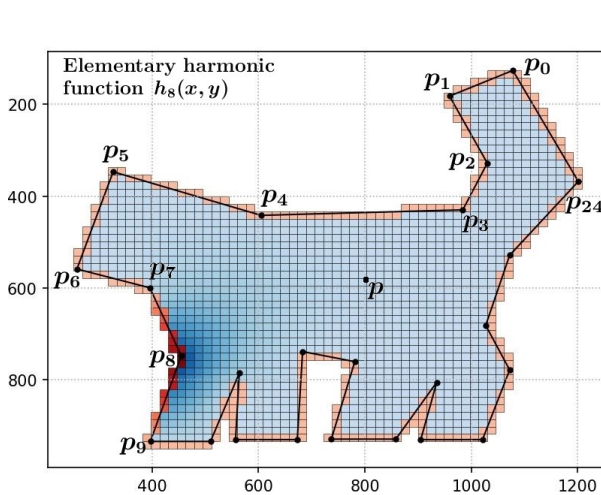 Elementary harmonic
function h₈(x, y)
p₀
p₁
p₂
p₃
p₂₄
p₄
p₅
p₆
p₇
p₈
p₉
p
200
400
600
800
400
600
800
1000
1200